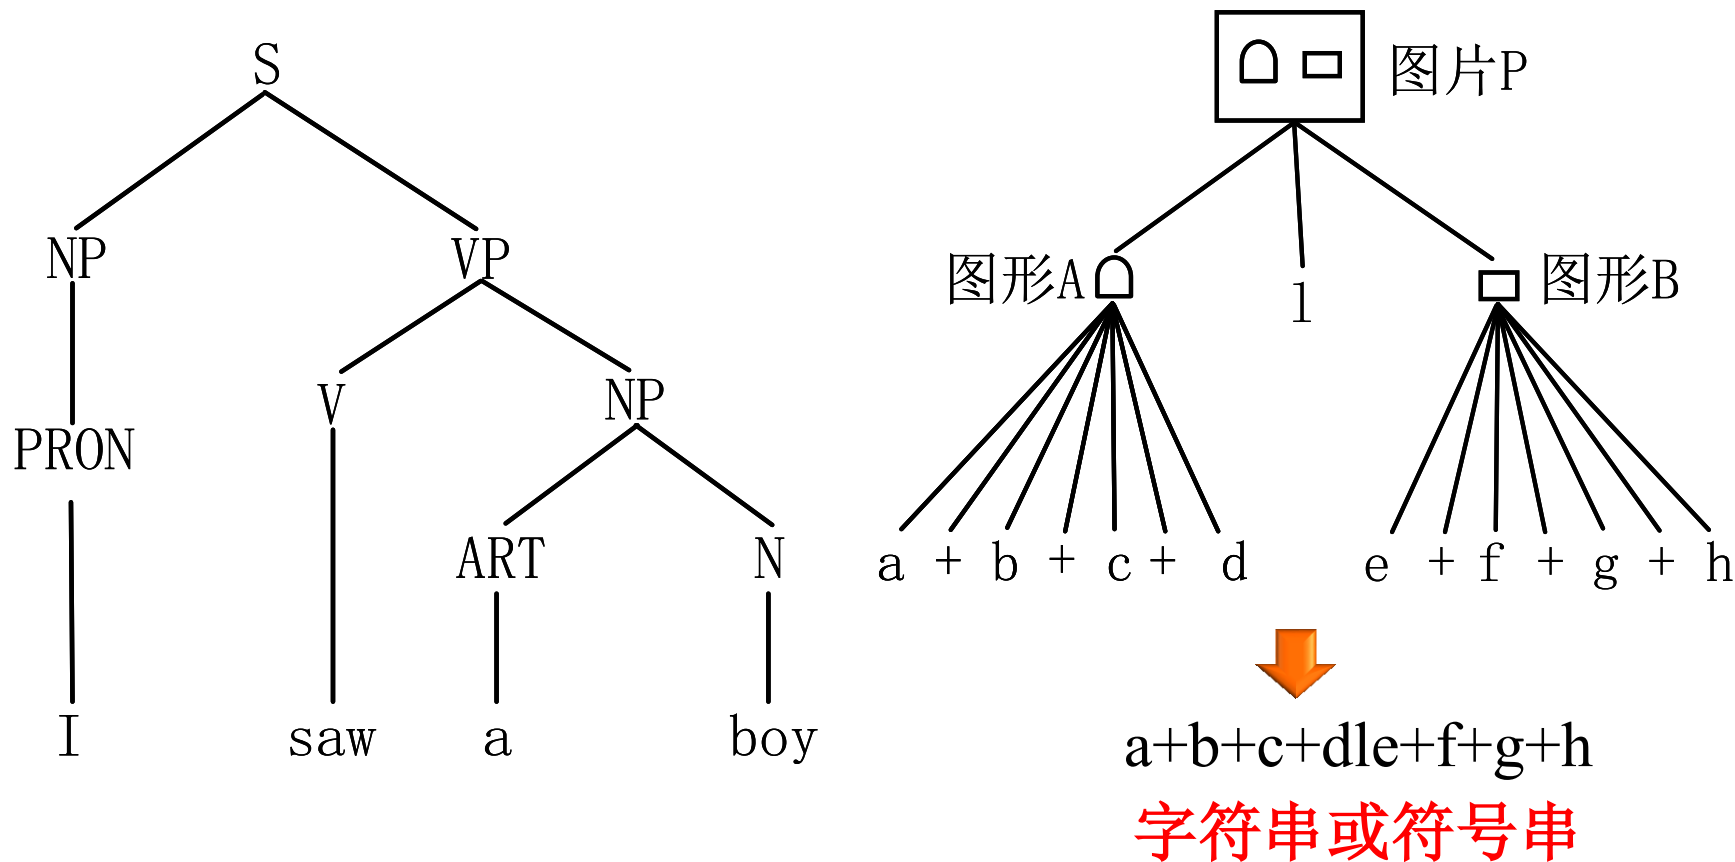 S
NP VP
V NP
PRON
ART N
I saw a boy
图片P
图形A l 图形B
a + b + c + d e + f + g + h
a+b+c+dle+f+g+h
字符串或符号串